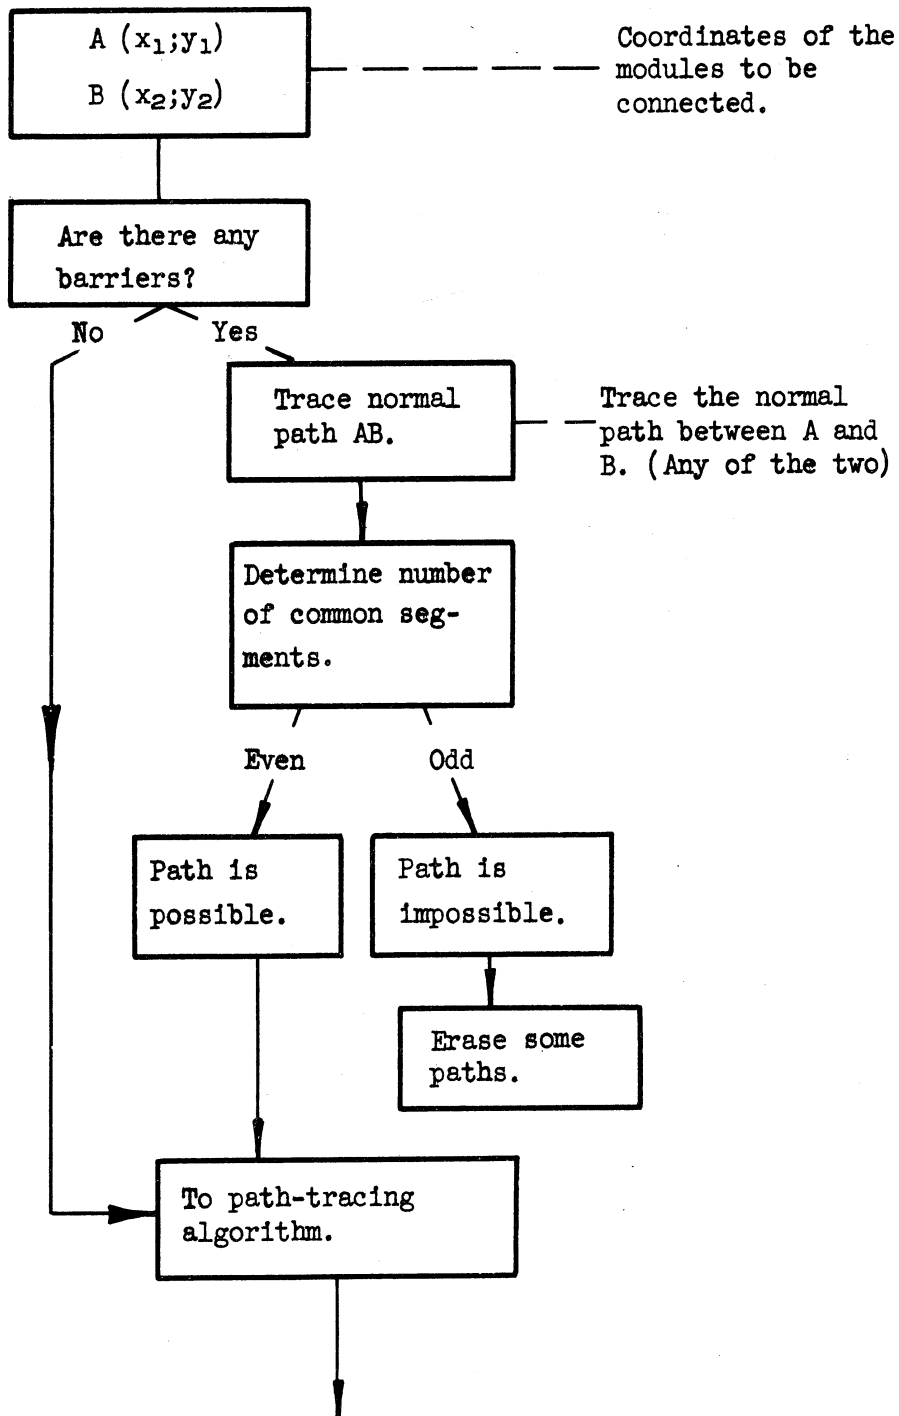 A (x₁;y₁)
B (x₂;y₂)
Coordinates of the
modules to be
connected.
Are there any
barriers?
No
Yes
Trace normal
path AB.
Trace the normal
path between A and
B. (Any of the two)
Determine number
of common seg-
ments.
Even
Odd
Path is
possible.
Path is
impossible.
Erase some
paths.
To path-tracing
algorithm.